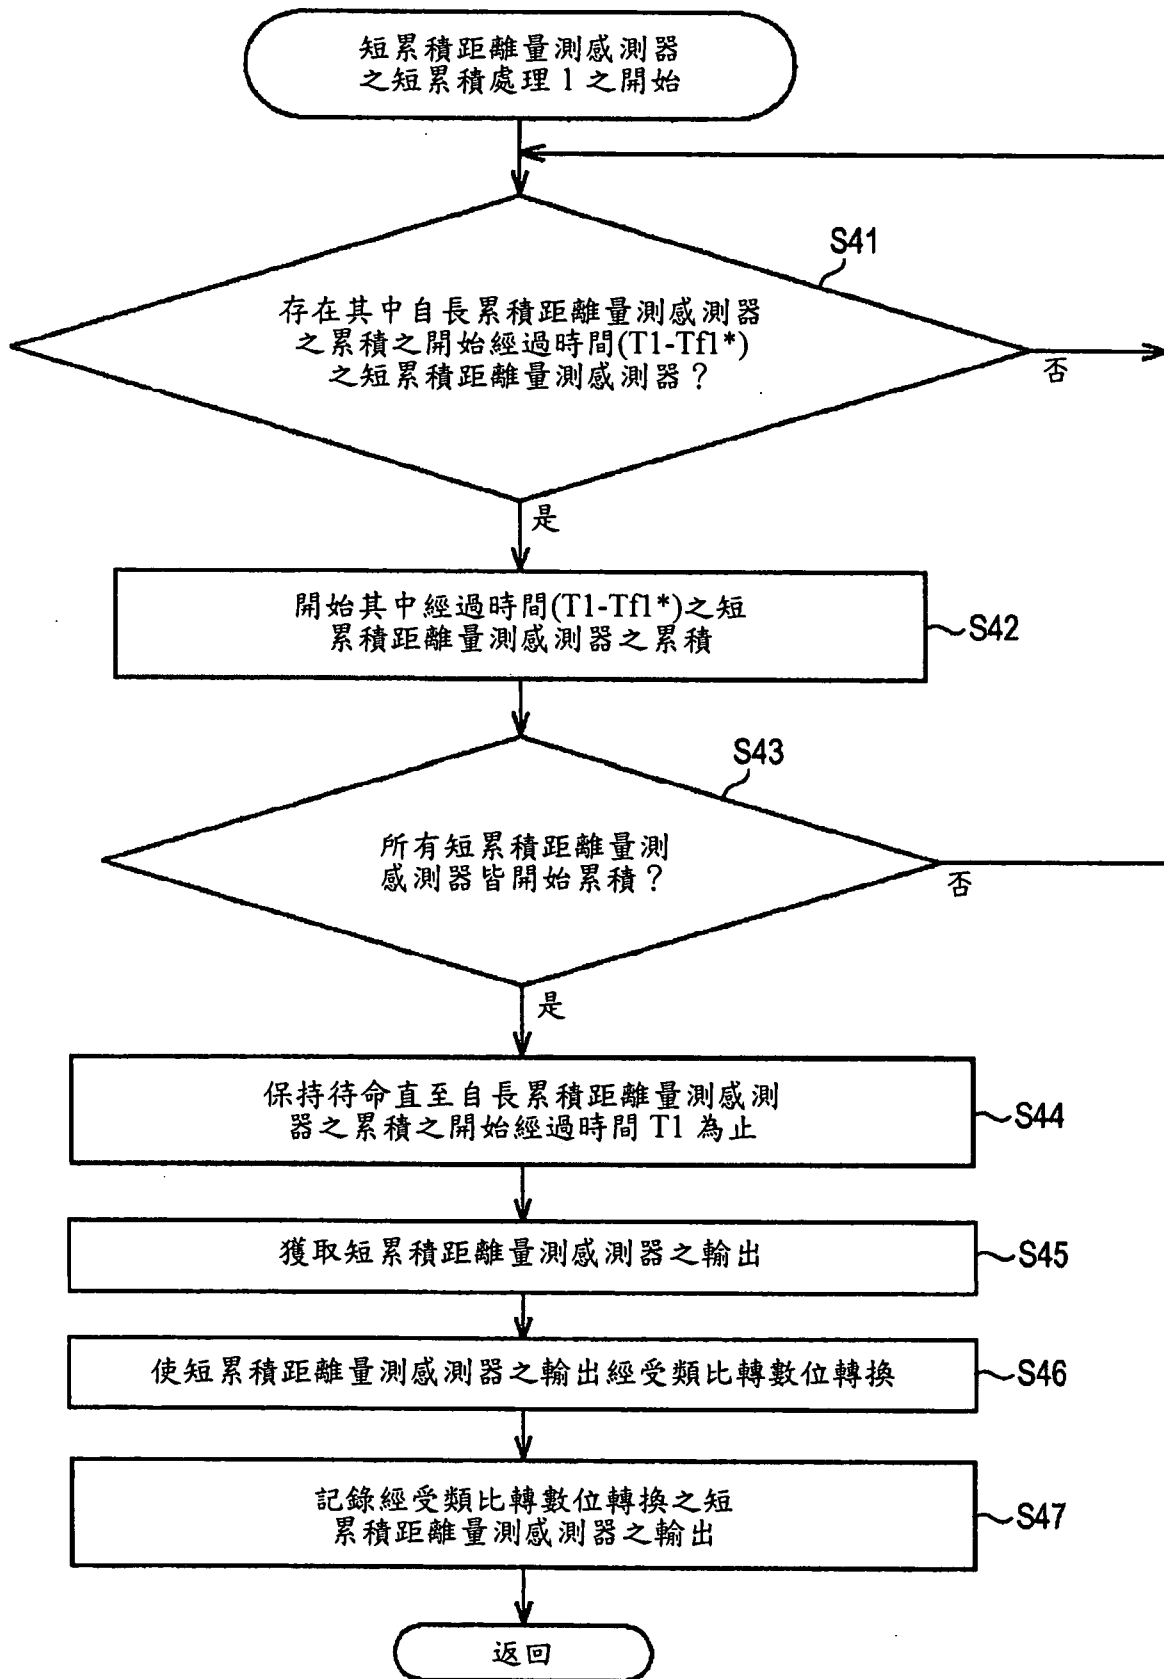 短累積距離量測感測器
之短累積處理1之開始
S41
存在其中自長累積距離量測感測器
之累積之開始經過時間(T1-Tf1*)
之短累積距離量測感測器?
否
是
開始其中經過時間(T1-Tf1*)之短
累積距離量測感測器之累積
S42
S43
所有短累積距離量測
感測器皆開始累積?
否
是
保持待命直至自長累積距離量測感測
器之累積之開始經過時間 T1 為止
S44
獲取短累積距離量測感測器之輸出
S45
使短累積距離量測感測器之輸出經受類比轉數位轉換
S46
記錄經受類比轉數位轉換之短
累積距離量測感測器之輸出
S47
返回